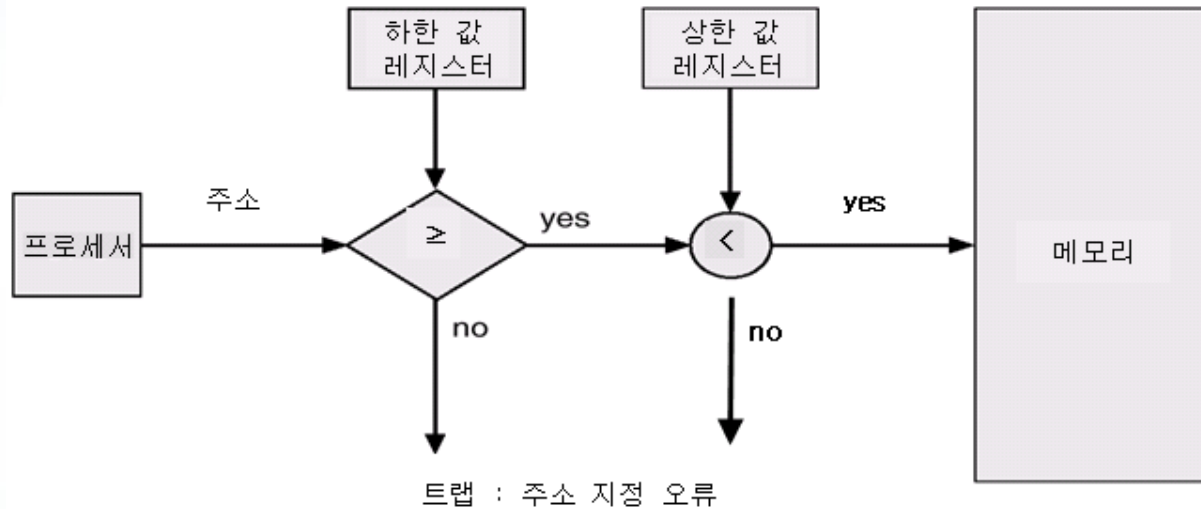 하한 값
레지스터
상한 값
레지스터
주소
프로세서
≥
yes
<
yes
메모리
no
no
트랩 : 주소 지정 오류